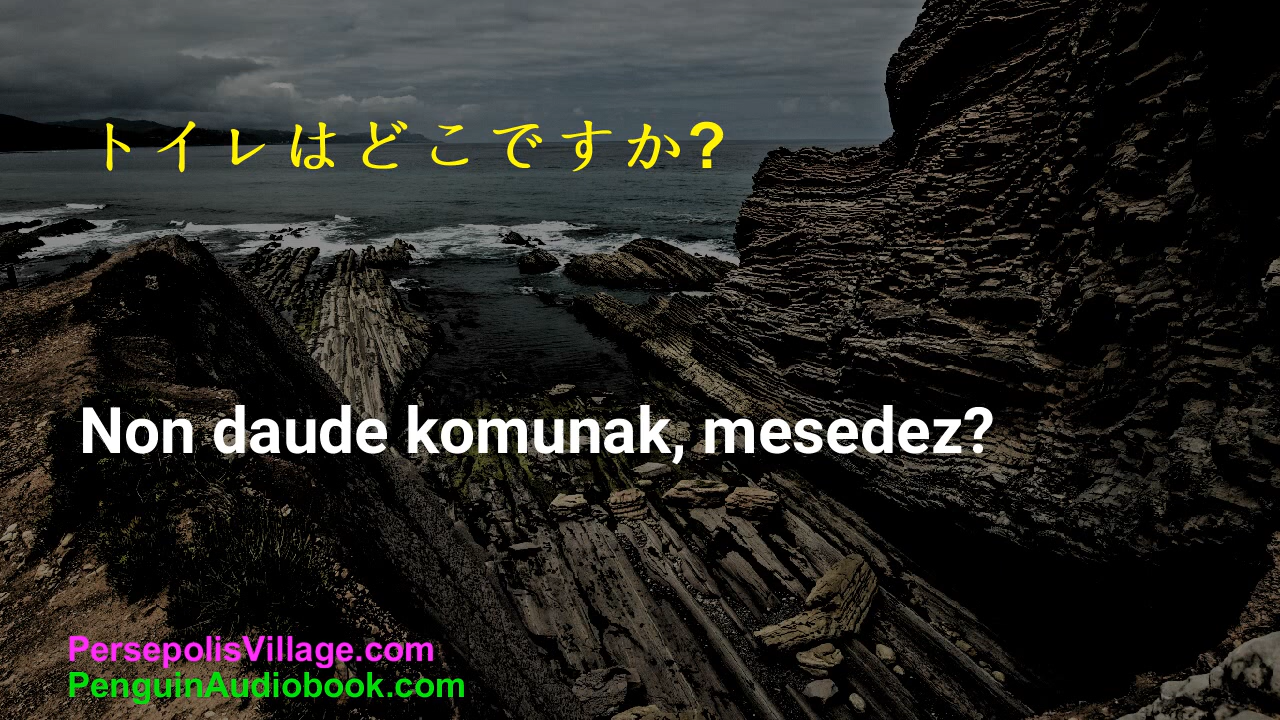 トイレはどこですか?
Non daude komunak, mesedez?
PersepolisVillage.com
PenguinAudiobook.com